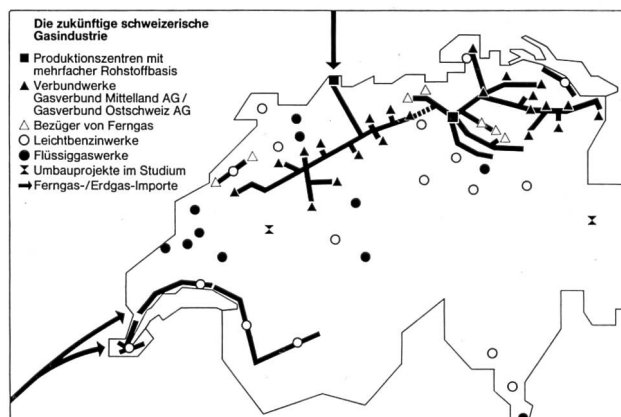 Die zukünftige schweizerische
Gasindustrie
Produktionszentren mit
mehrfacher Rohstoffbasis
Verbundwerke
Gasverbund Mittelland AG /
Gasverbund Ostschweiz AG
Bezüger von Ferngas
Leichtbenzinwerke
Flüssiggaswerke
Umbauprojekte im Studium
Ferngas-/Erdgas-Importe